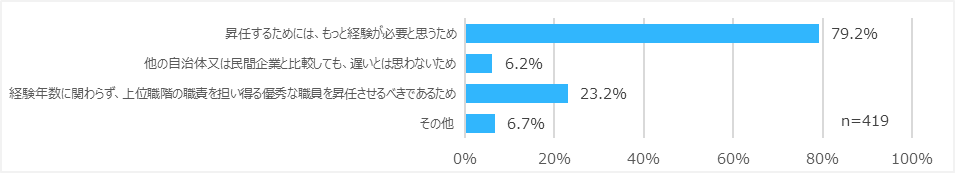 昇任するためには、もっと経験が必要と思うため 79.2%
他の自治体又は民間企業と比較しても、遅いとは思わないため 6.2%
経験年数に関わらず、上位職階の職責を担い得る優秀な職員を昇任させるべきであるため 23.2%
その他 6.7%
n=419
0% 20% 40% 60% 80% 100%